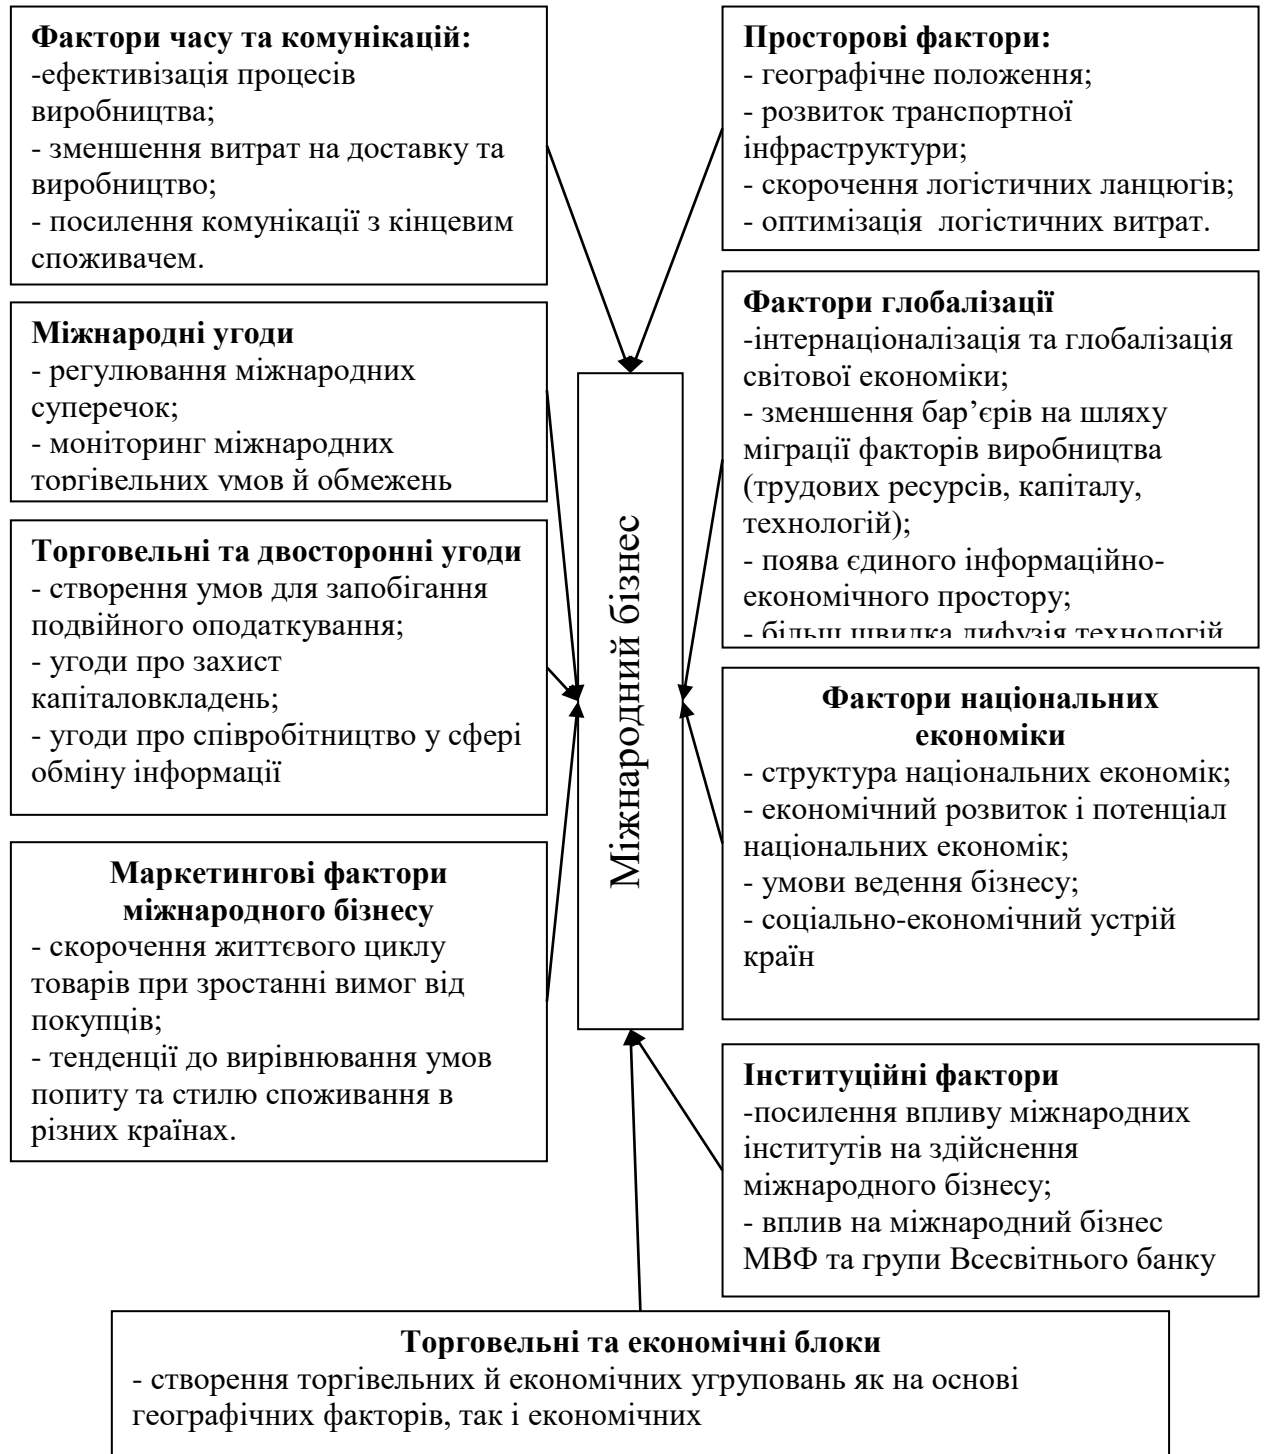 Фактори часу та комунікацій:
-ефективізація процесів
виробництва;
- зменшення витрат на доставку та
виробництво;
- посилення комунікації з кінцевим
споживачем.
Міжнародні угоди
- регулювання міжнародних
суперечок;
- моніторинг міжнародних
торгівельних умов й обмежень
Торговельні та двосторонні угоди
- створення умов для запобігання
подвійного оподаткування;
- угоди про захист
капіталовкладень;
- угоди про співробітництво у сфері
обміну інформації
Маркетингові фактори
міжнародного бізнесу
- скорочення життєвого циклу
товарів при зростанні вимог від
покупців;
- тенденції до вирівнювання умов
попиту та стилю споживання в
різних країнах.
Міжнародний бізнес
Просторові фактори:
- географічне положення;
- розвиток транспортної
інфраструктури;
- скорочення логістичних ланцюгів;
- оптимізація  логістичних витрат.
Фактори глобалізації
-інтернаціоналізація та глобалізація
світової економіки;
- зменшення бар’єрів на шляху
міграції факторів виробництва
(трудових ресурсів, капіталу,
технологій);
- поява єдиного інформаційно-
економічного простору;
- більш швидка дифузія технологій
Фактори національних
економіки
- структура національних економік;
- економічний розвиток і потенціал
національних економік;
- умови ведення бізнесу;
- соціально-економічний устрій
країн
Інституційні фактори
-посилення впливу міжнародних
інститутів на здійснення
міжнародного бізнесу;
- вплив на міжнародний бізнес
МВФ та групи Всесвітнього банку
Торговельні та економічні блоки
- створення торгівельних й економічних угруповань як на основі
географічних факторів, так і економічних